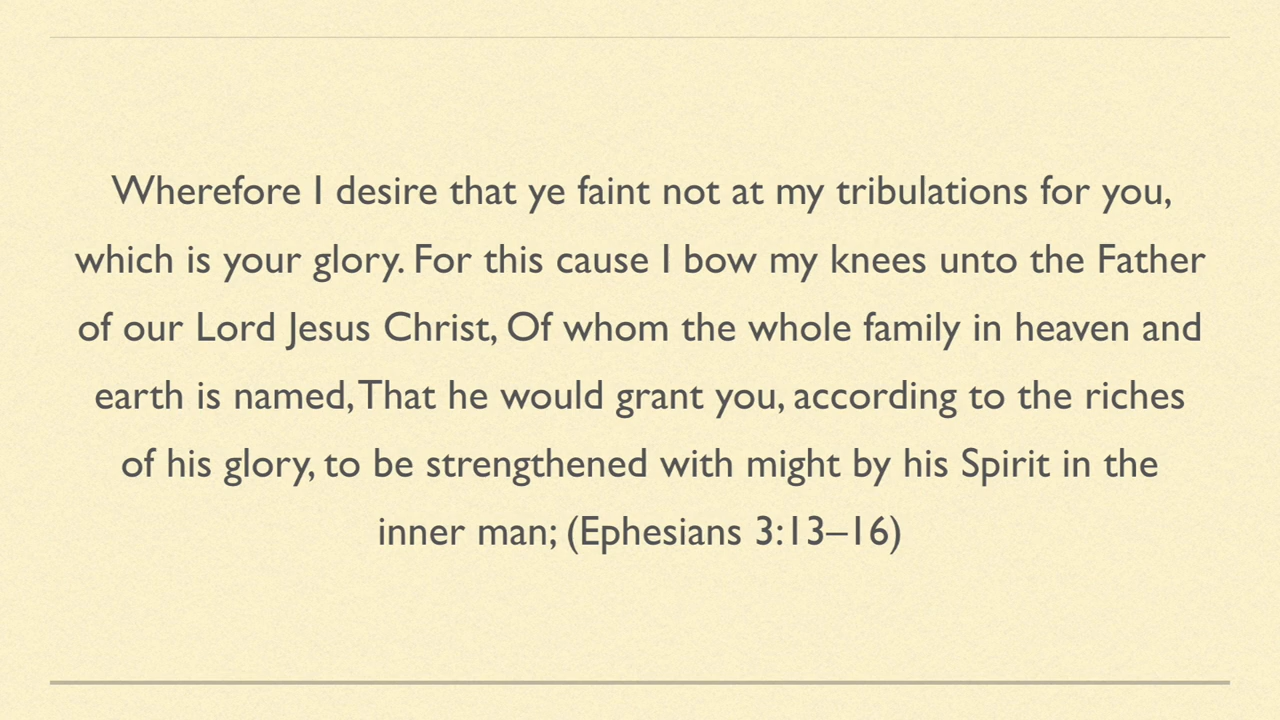 Wherefore I desire that ye faint not at my tribulations for you,
which is your glory. For this cause I bow my knees unto the Father
of our Lord Jesus Christ, Of whom the whole family in heaven and
earth is named, That he would grant you, according to the riches
of his glory, to be strengthened with might by his Spirit in the
inner man; (Ephesians 3:13–16)